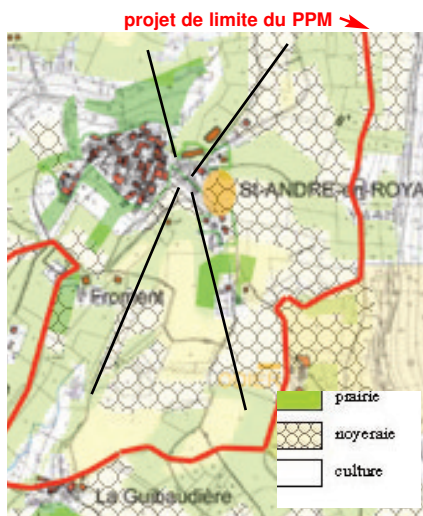 projet de limite du PPM
St-ANDRE-en-ROYA
Froment
prairie
noyeraie
culture
La Guibaudière